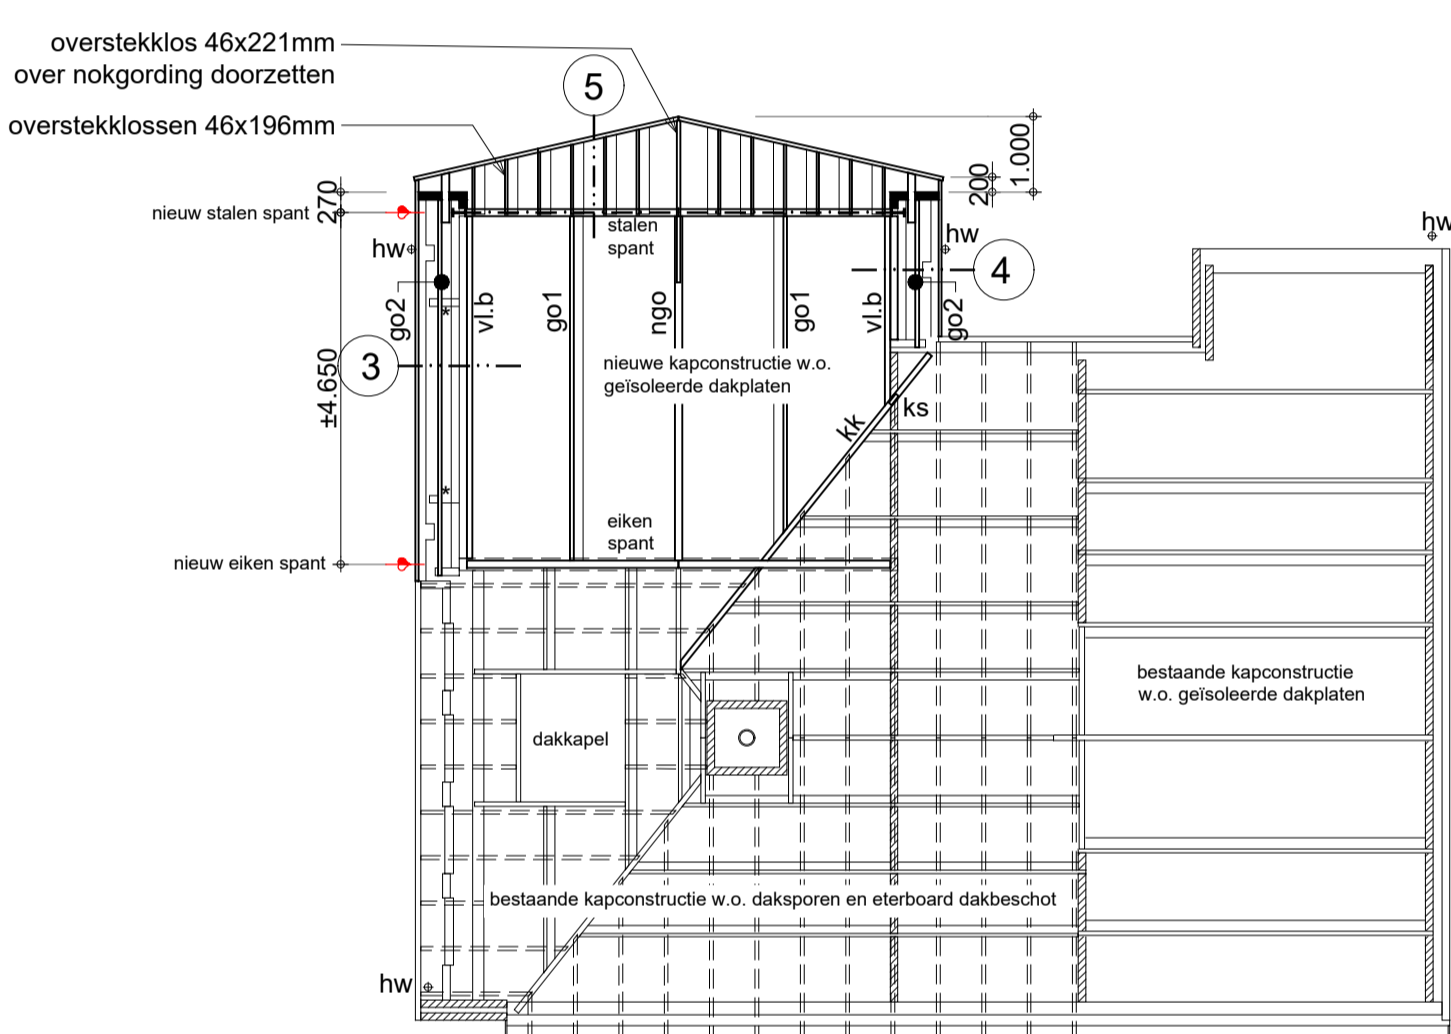 overstekklos 46x221mm
over nokgording doorzetten
5
overstekklossen 46x196mm
1.000
200
270
nieuw stalen spant
stalen
spant
hw
hw
hw
4
go2
vl.b
go1
ngo
go1
vl.b
go2
*
3
±4.650
nieuwe kapconstructie w.o.
geïsoleerde dakplaten
ks
kk
*
eiken
spant
nieuw eiken spant
bestaande kapconstructie
w.o. geïsoleerde dakplaten
dakkapel
bestaande kapconstructie w.o. daksporen en eterboard dakbeschot
hw